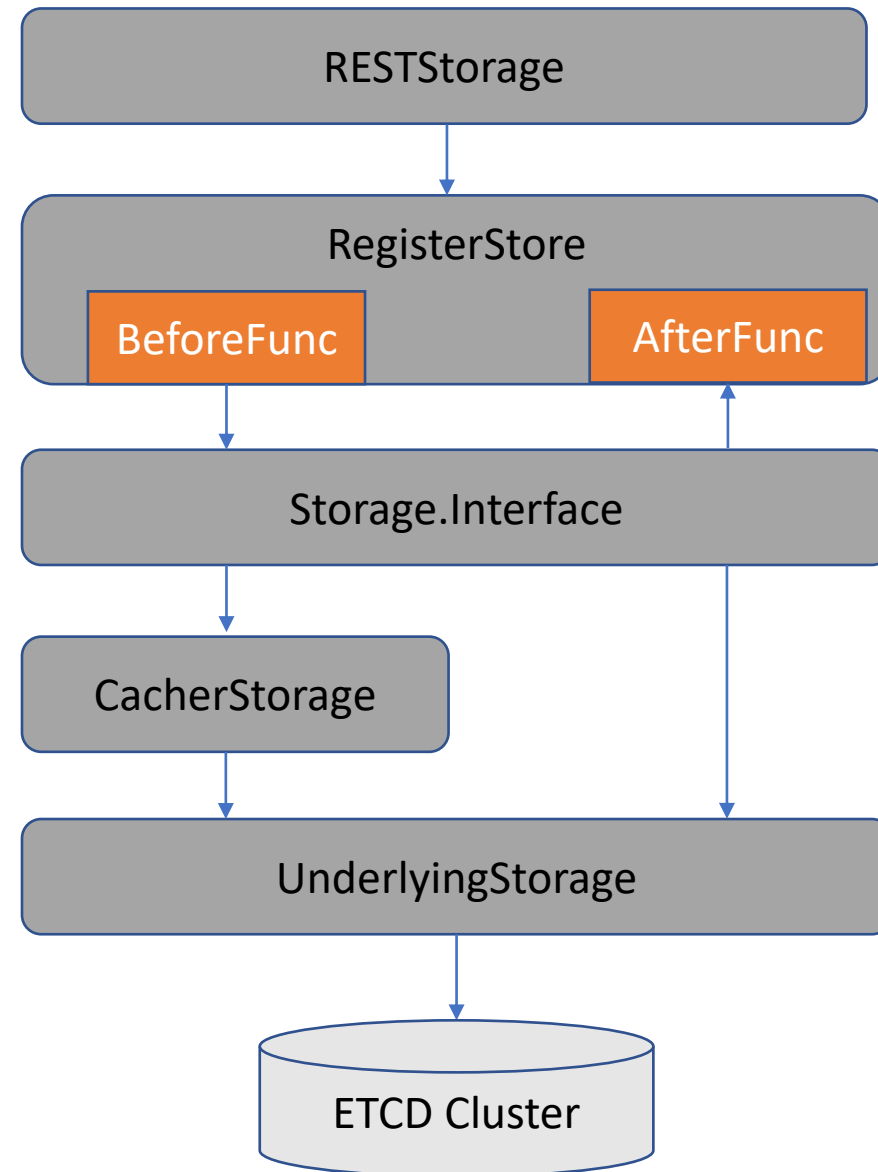 RESTStorage
RegisterStore
BeforeFunc
AfterFunc
Storage.Interface
CacherStorage
UnderlyingStorage
ETCD Cluster